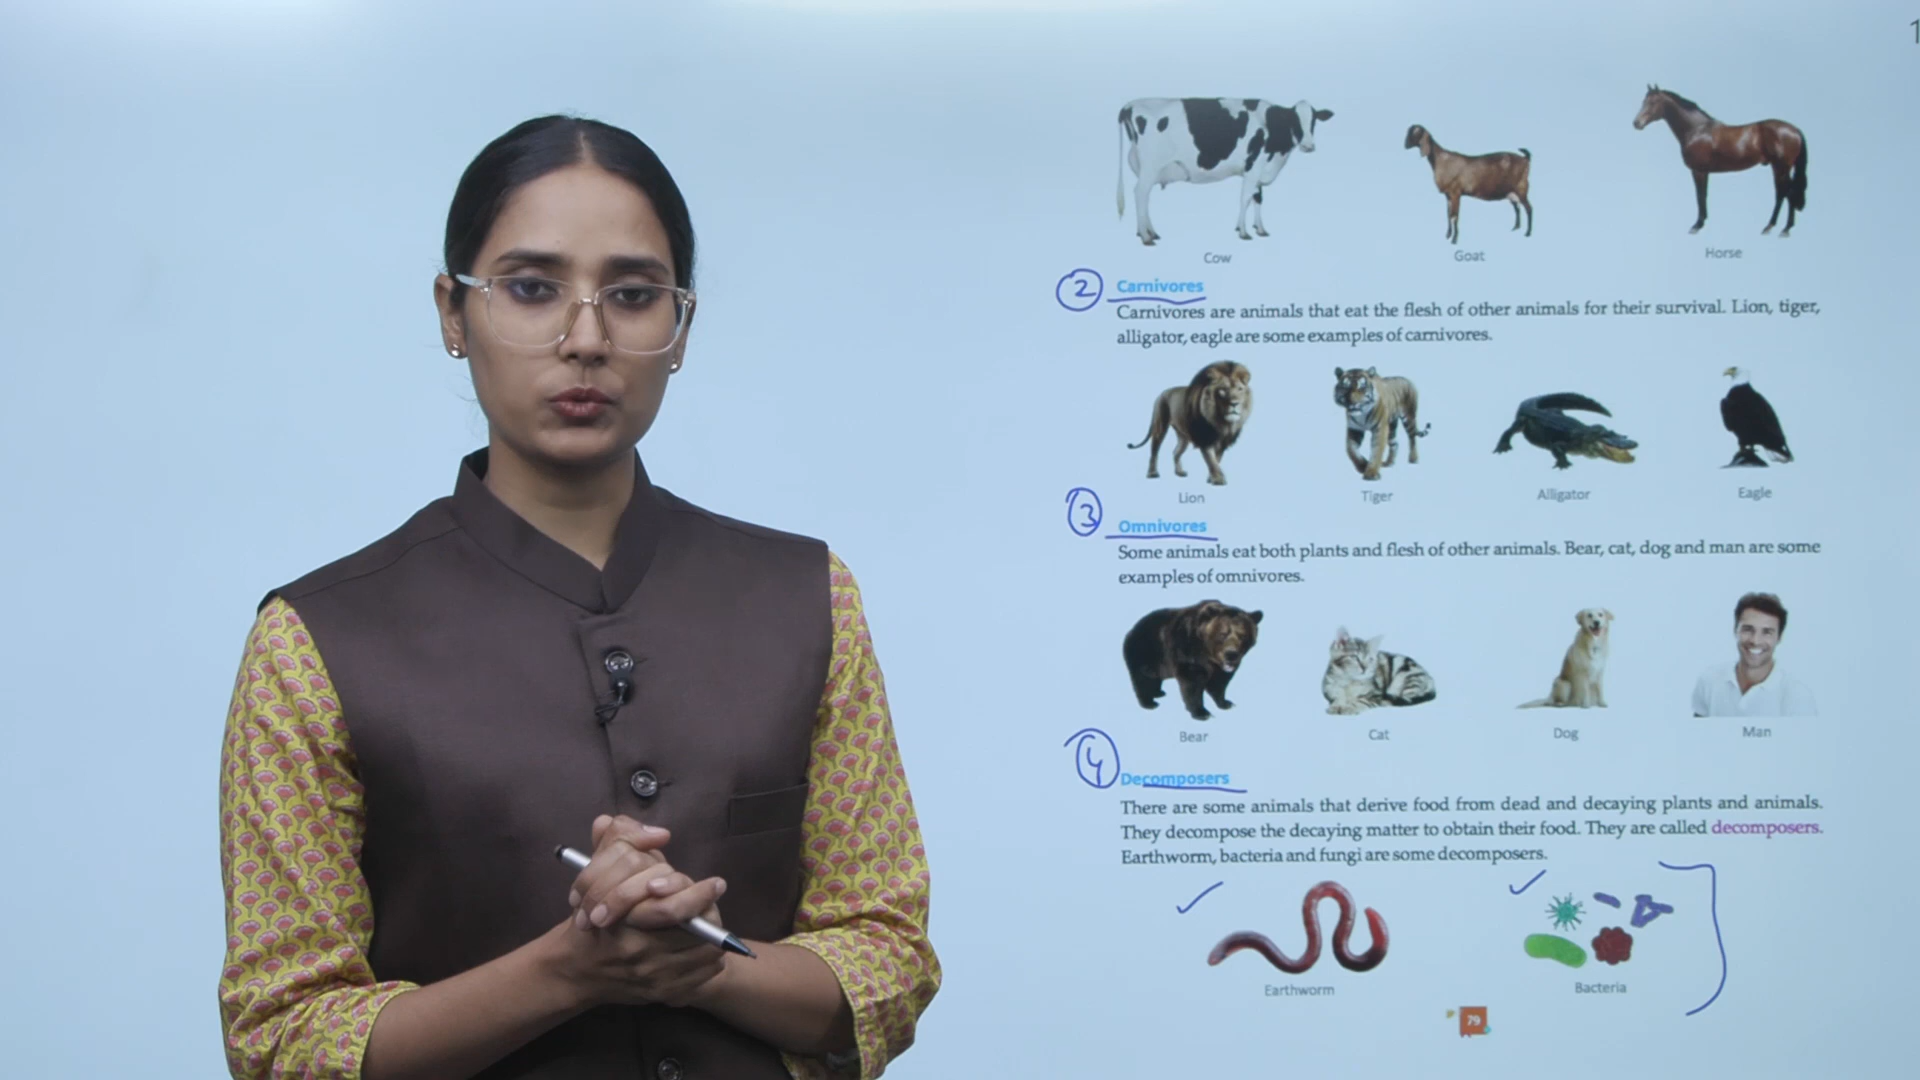 1
Cow
Goat
Horse
2 Carnivores
Carnivores are animals that eat the flesh of other animals for their survival. Lion, tiger,
alligator, eagle are some examples of carnivores.
Lion
Tiger
Alligator
Eagle
3 Omnivores
Some animals eat both plants and flesh of other animals. Bear, cat, dog and man are some
examples of omnivores.
Bear
Cat
Dog
Man
4 Decomposers
There are some animals that derive food from dead and decaying plants and animals.
They decompose the decaying matter to obtain their food. They are called decomposers.
Earthworm, bacteria and fungi are some decomposers.
Earthworm
Bacteria
79